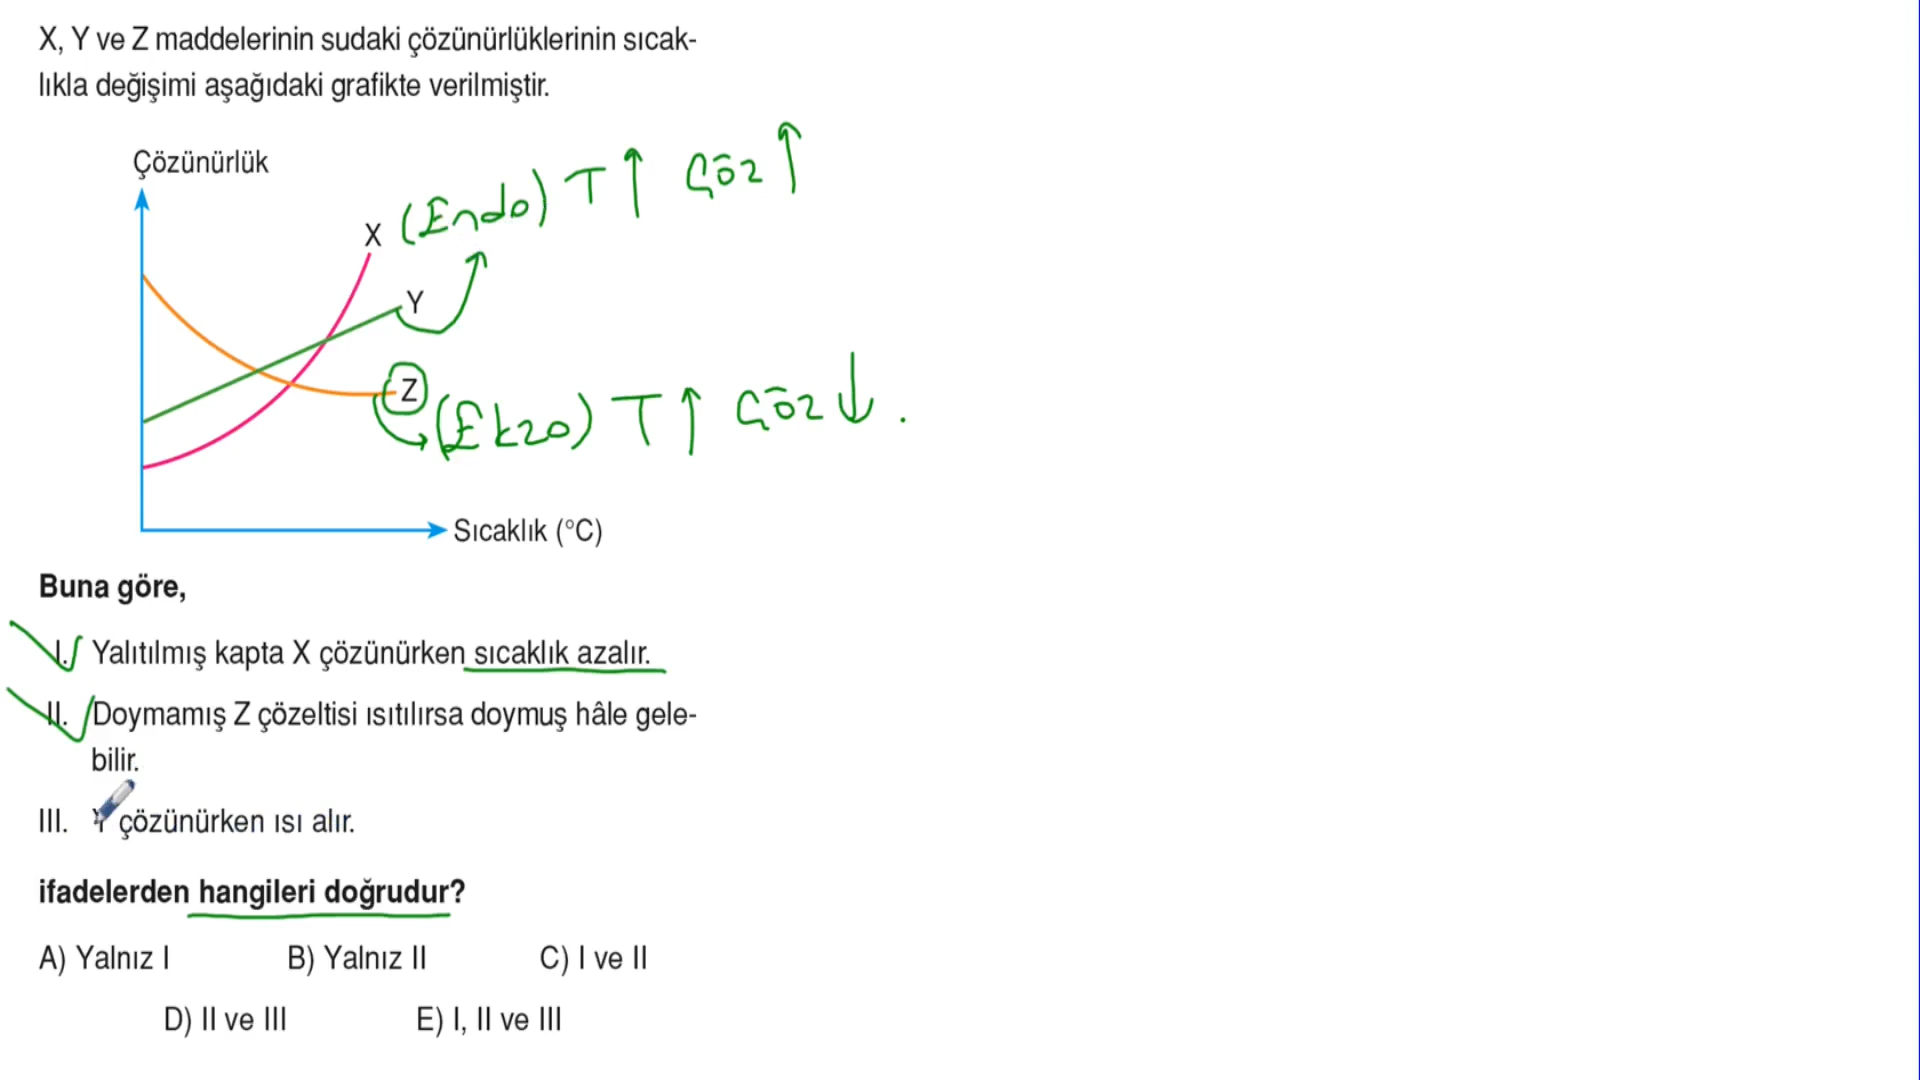 X, Y ve Z maddelerinin sudaki çözünürlüklerinin sıcak-
lıkla değişimi aşağıdaki grafikte verilmiştir.
Çözünürlük
X (Endo) T↑ Çöz↑
Y
Z (Ekzo) T↑ Çöz↓.
Sıcaklık (°C)
Buna göre,
I. Yalıtılmış kapta X çözünürken sıcaklık azalır.
II. Doymamış Z çözeltisi ısıtılırsa doymuş hâle gele-
bilir.
III. Y çözünürken ısı alır.
ifadelerden hangileri doğrudur?
A) Yalnız I B) Yalnız II C) I ve II
D) II ve III E) I, II ve III